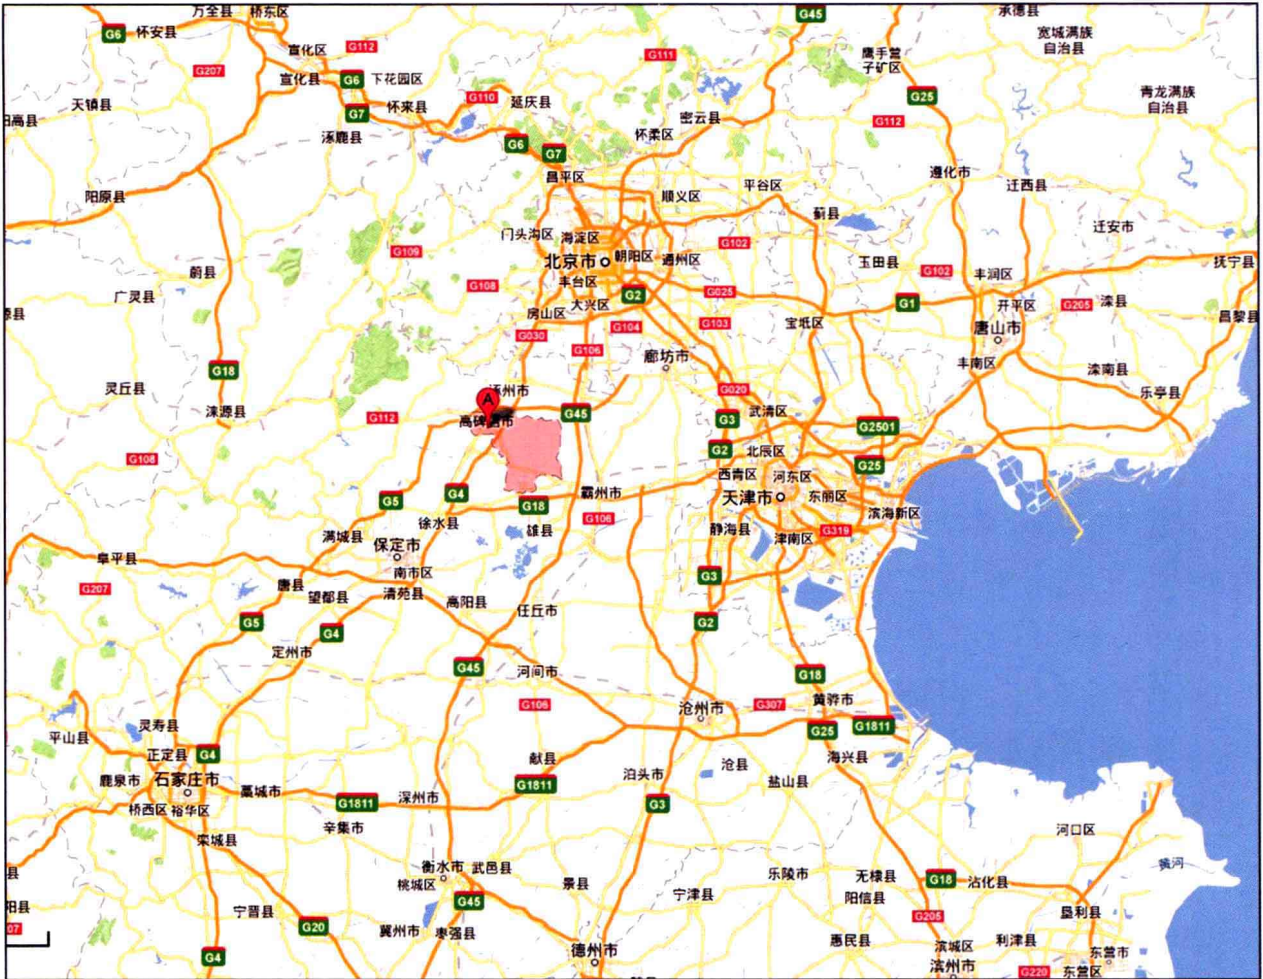 万全县 桥东区 G45 承德县
G6 怀安县 宣化区 G112 G111 鹰手营 宽城满族
子矿区 自治县
G207 宣化县 G6 下花园区
天镇县 G7 怀来县 G110 延庆县 密云县 G25 青龙满族
自治县
阳高县 涿鹿县 怀柔区 G112
G6 G7
昌平区 遵化市
阳原县 顺义区 平谷区 迁西县
蓟县
门头沟区 海淀区 迁安市
G109 北京市 朝阳区 通州区 G102
蔚县 玉田县 G102 丰润区 抚宁县
广灵县 G108 丰台区 G2 G025 G1 开平区 G205 滦县
房山区 大兴区 昌黎县
G030 G104 G103 宝坻区 唐山市
G106 廊坊市 丰南区 滦南县
G18
灵丘县 涿州市 G020 乐亭县
A
涞源县 G112 高碑店市 G45 G3 武清区 G2501
G108 G2 北辰区 G25
西青区 河东区
G5 G4 G18 霸州市 天津市 东丽区 滨海新区
徐水县 雄县 G106 静海县 津南区 G319
满城县
保定市
阜平县 南市区 G3
G207 唐县 望都县 清苑县 高阳县 任丘市
G5 G4 G2
定州市 G45 河间市 G18
G106 沧州市 G307 黄骅市
灵寿县 G25 G1811
平山县 正定县 G4 献县 沧县 海兴县
鹿泉市 石家庄市 藁城市 G1811 深州市 G1811 泊头市 盐山县
桥西区 裕华区 辛集市 G3
栾城县 河口区
衡水市 武邑县 黄河
桃城区 景县 乐陵市 无棣县 G18 沾化县
G45 宁津县 阳信县
宁晋县 G20 G205 垦利县
冀州市 枣强县 惠民县 滨城区 利津县
G4 德州市 滨州市 G220 东营市
东营区